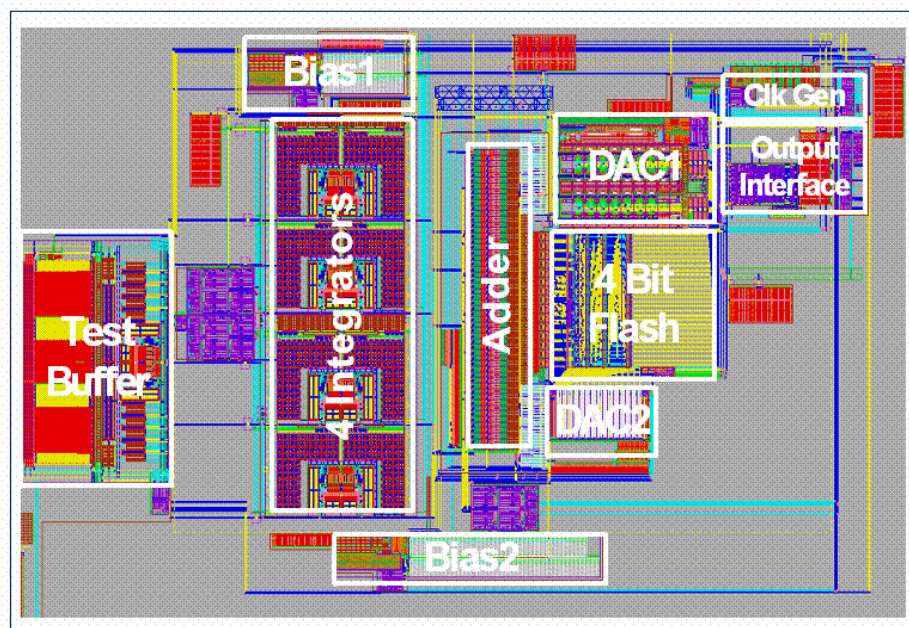 Bias1
Clk Gen
DAC1
Output
Interface
4 Integrators
Adder
4 Bit
Flash
Test
Buffer
DAC2
Bias2